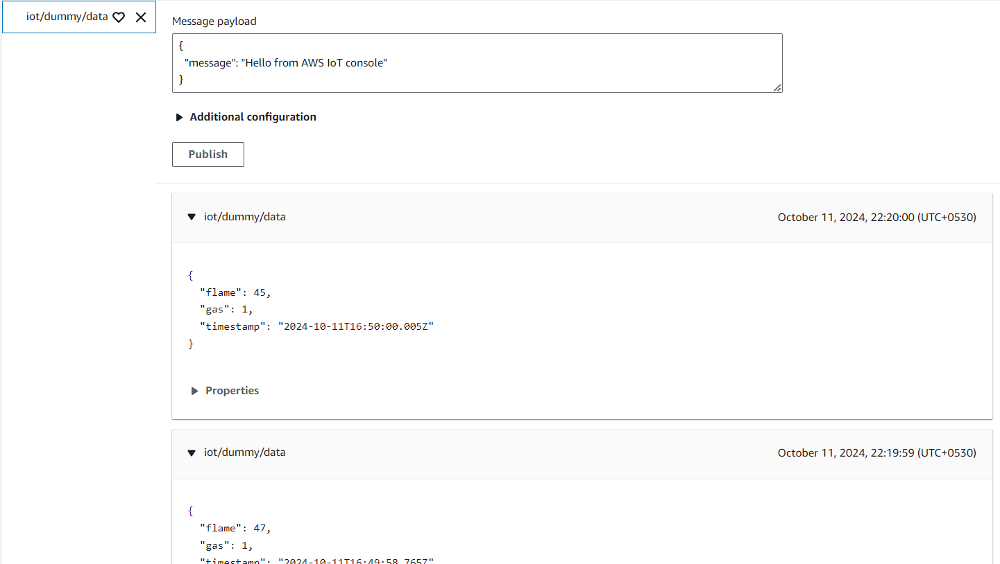 iot/dummy/data
Message payload
{
"message": "Hello from AWS IoT console"
}
Additional configuration
Publish
iot/dummy/data
October 11, 2024, 22:20:00 (UTC+0530)
{
"flame": 45,
"gas": 1,
"timestamp": "2024-10-11T16:50:00.005Z"
}
Properties
iot/dummy/data
October 11, 2024, 22:19:59 (UTC+0530)
{
"flame": 47,
"gas": 1,
"timestamp": "2024-10-11T16:49:58.765Z"